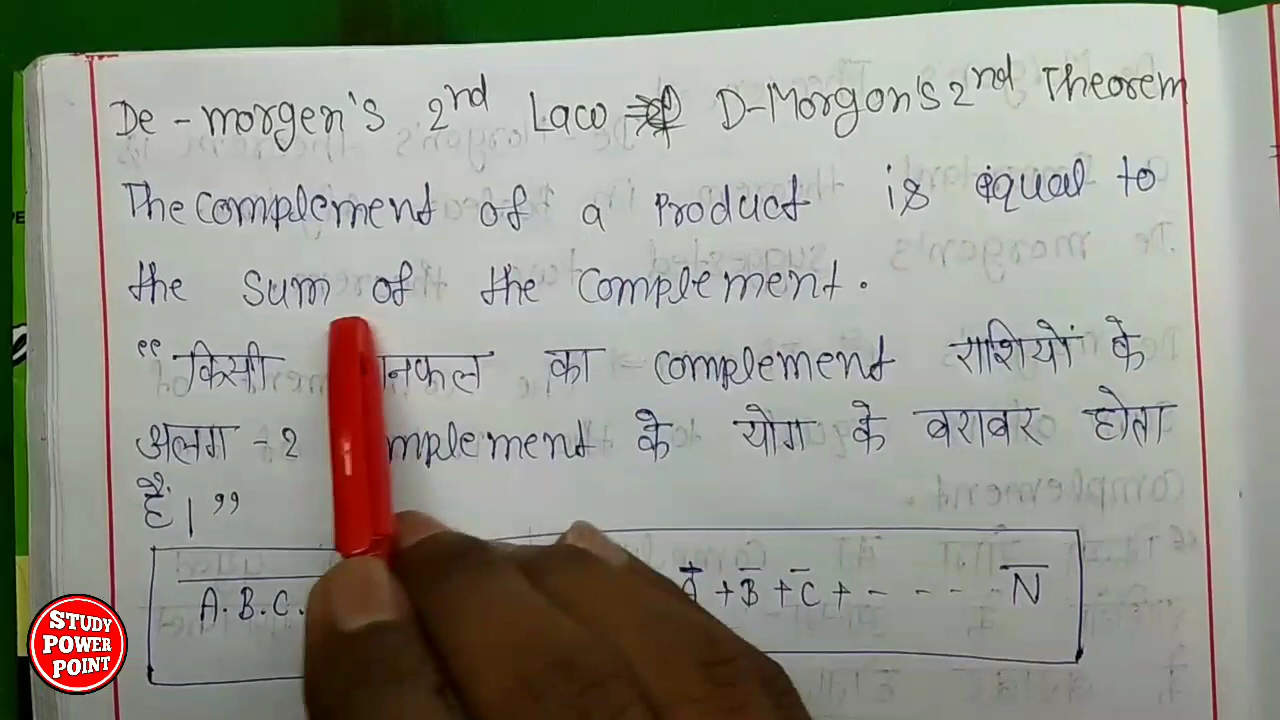 De-morgen's 2nd Law ⇒ D-Morgon's 2nd Theorem
The complement of a Product is equal to
the sum of the complement.
“किसी नफल का complement राशियों के
अलग-2 mplement के योग के बराबर होता
है।”
A.B.C. A̅ + B̅ + C̅ + - - - - N̅
STUDY
POWER
POINT